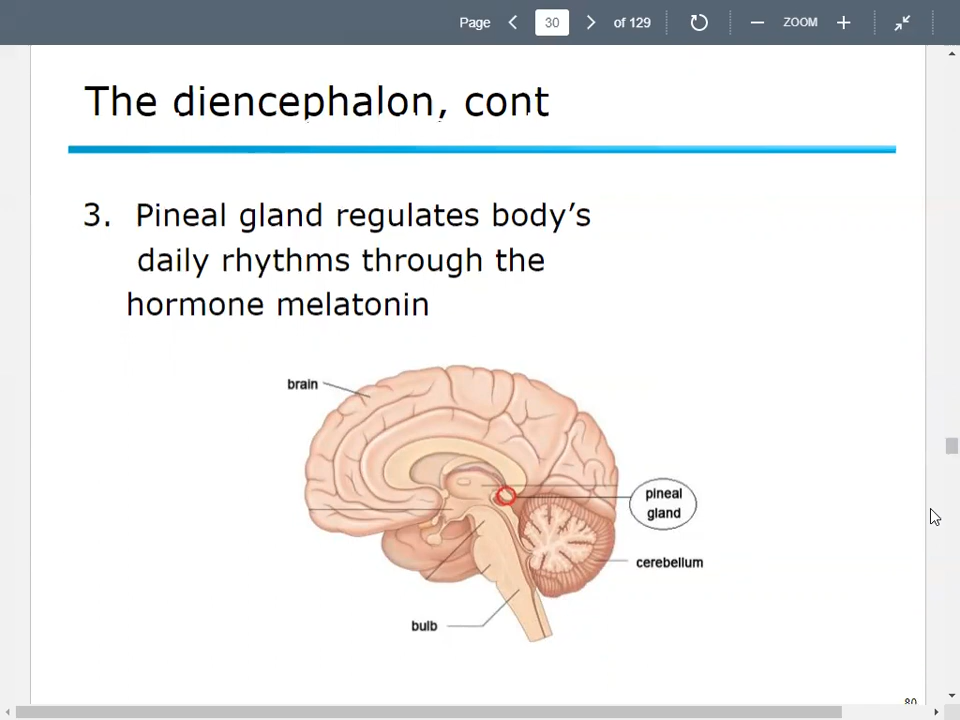 Page 30 of 129 ZOOM
The diencephalon, cont
3. Pineal gland regulates body’s
daily rhythms through the
hormone melatonin
brain
pineal
gland
cerebellum
bulb
80